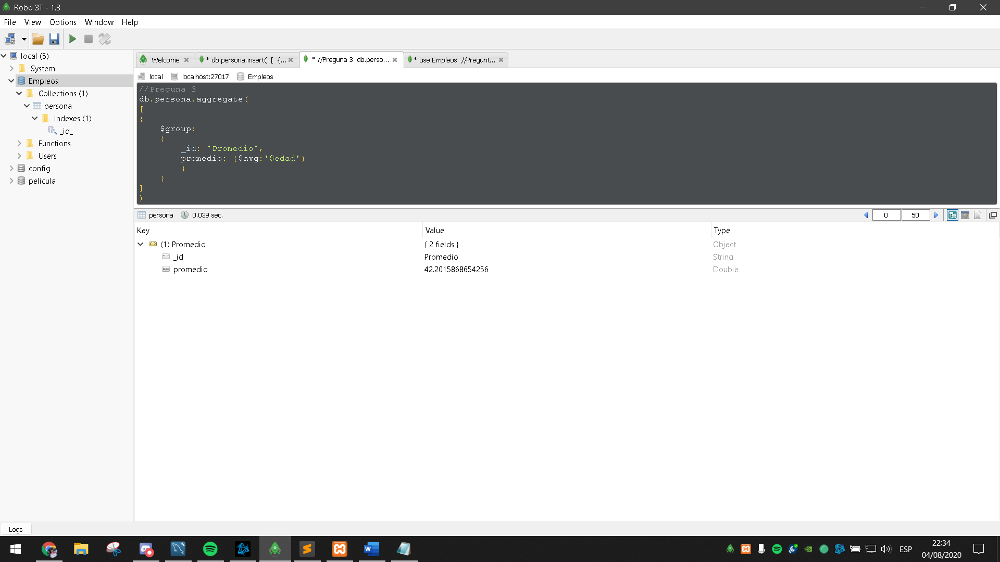 Robo 3T - 1.3
File View Options Window Help
local (5)
System
Empleos
Collections (1)
persona
Indexes (1)
_id_
Functions
Users
config
pelicula
Welcome
* db.persona.insert( [ {...
* //Preguna 3 db.perso...
* use Empleos //Pregunt...
local localhost:27017 Empleos
//Preguna 3
db.persona.aggregate(
[
{
$group:
{
_id: 'Promedio',
promedio: {$avg:'$edad'}
}
}
]
)
persona 0.039 sec. 0 50
Key Value Type
(1) Promedio { 2 fields } Object
_id Promedio String
promedio 42.2015868654256 Double
Logs
ESP
22:34
04/08/2020